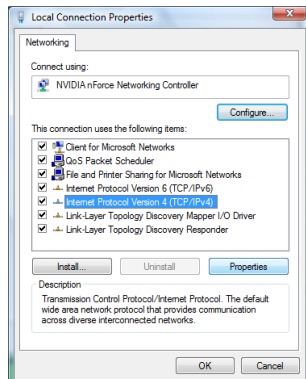 Local Connection Properties
Networking
Connect using:
NVIDIA nForce Networking Controller
Configure...
This connection uses the following items:
Client for Microsoft Networks
QoS Packet Scheduler
File and Printer Sharing for Microsoft Networks
Internet Protocol Version 6 (TCP/IPv6)
Internet Protocol Version 4 (TCP/IPv4)
Link-Layer Topology Discovery Mapper I/O Driver
Link-Layer Topology Discovery Responder
Install... Uninstall Properties
Description
Transmission Control Protocol/Internet Protocol. The default
wide area network protocol that provides communication
across diverse interconnected networks.
OK Cancel